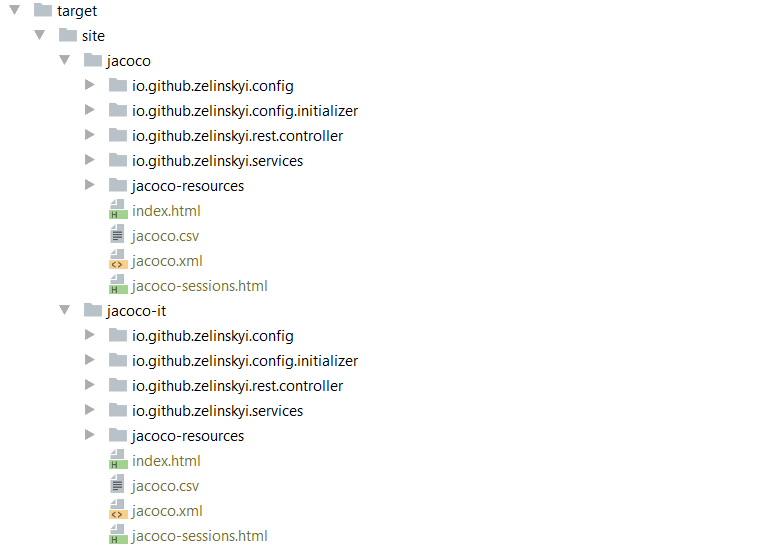 target
site
jacoco
io.github.zelinskyi.config
io.github.zelinskyi.config.initializer
io.github.zelinskyi.rest.controller
io.github.zelinskyi.services
jacoco-resources
H index.html
jacoco.csv
<> jacoco.xml
H jacoco-sessions.html
jacoco-it
io.github.zelinskyi.config
io.github.zelinskyi.config.initializer
io.github.zelinskyi.rest.controller
io.github.zelinskyi.services
jacoco-resources
H index.html
jacoco.csv
<> jacoco.xml
H jacoco-sessions.html